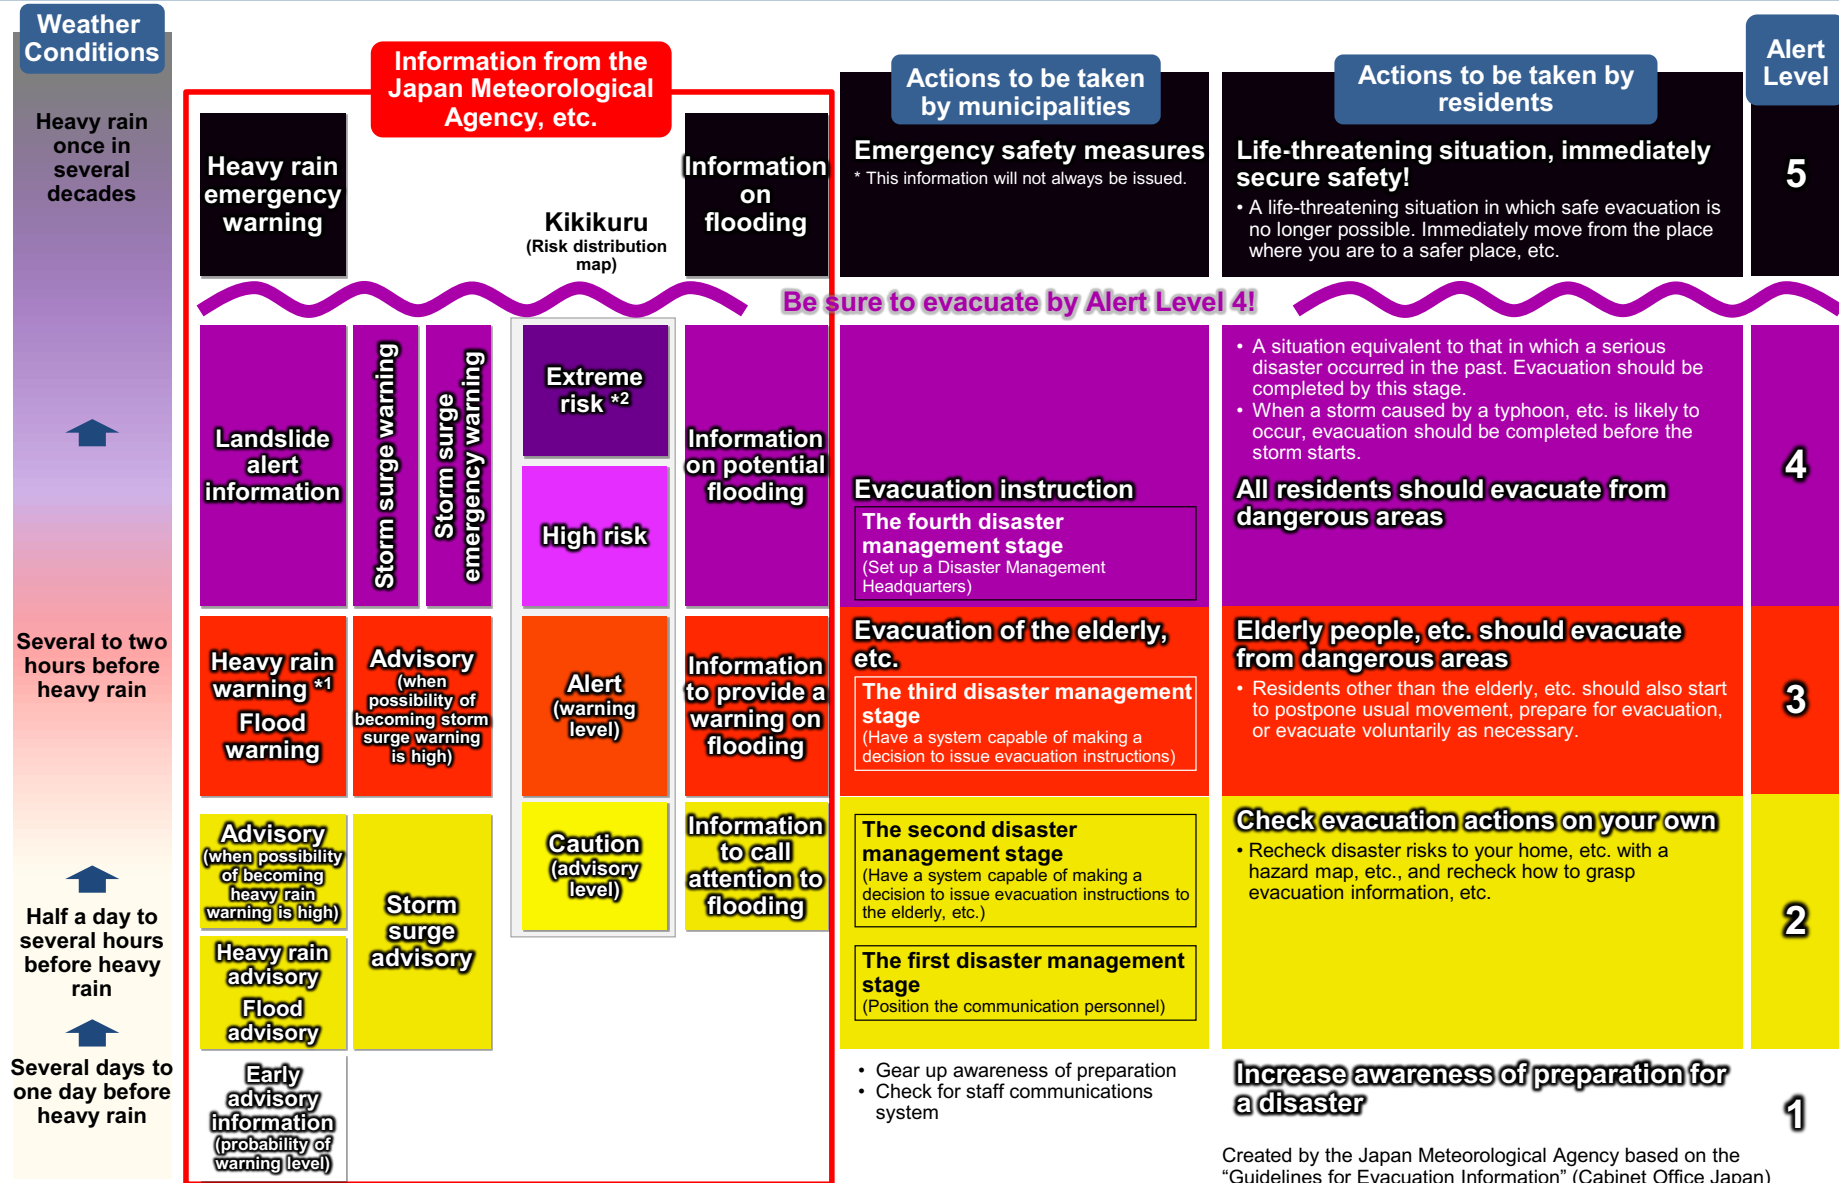 Weather
Conditions
Heavy rain
once in
several
decades
Several to two
hours before
heavy rain
Half a day to
several hours
before heavy
rain
Several days to
one day before
heavy rain
Information from the
Japan Meteorological
Agency, etc.
Heavy rain
emergency
warning
Kikikuru
(Risk distribution
map)
Information
on
flooding
Be sure to evacuate by Alert Level 4!
Landslide
alert
information
Storm surge warning
Storm surge
emergency warning
Extreme
risk *2
High risk
Information
on potential
flooding
Heavy rain
warning *1
Flood
warning
Advisory
(when
possibility of
becoming storm
surge warning
is high)
Alert
(warning
level)
Information
to provide a
warning on
flooding
Advisory
(when possibility
of becoming
heavy rain
warning is high)
Heavy rain
advisory
Flood
advisory
Storm
surge
advisory
Caution
(advisory
level)
Information
to call
attention to
flooding
Early
advisory
information
(probability of
warning level)
Actions to be taken
by municipalities
Emergency safety measures
* This information will not always be issued.
Evacuation instruction
The fourth disaster
management stage
(Set up a Disaster Management
Headquarters)
Evacuation of the elderly,
etc.
The third disaster management
stage
(Have a system capable of making a
decision to issue evacuation instructions)
The second disaster
management stage
(Have a system capable of making a
decision to issue evacuation instructions to
the elderly, etc.)
The first disaster management
stage
(Position the communication personnel)
• Gear up awareness of preparation
• Check for staff communications
system
Actions to be taken by
residents
Life-threatening situation, immediately
secure safety!
• A life-threatening situation in which safe evacuation is
no longer possible. Immediately move from the place
where you are to a safer place, etc.
• A situation equivalent to that in which a serious
disaster occurred in the past. Evacuation should be
completed by this stage.
• When a storm caused by a typhoon, etc. is likely to
occur, evacuation should be completed before the
storm starts.
All residents should evacuate from
dangerous areas
Elderly people, etc. should evacuate
from dangerous areas
• Residents other than the elderly, etc. should also start
to postpone usual movement, prepare for evacuation,
or evacuate voluntarily as necessary.
Check evacuation actions on your own
• Recheck disaster risks to your home, etc. with a
hazard map, etc., and recheck how to grasp
evacuation information, etc.
Increase awareness of preparation for
a disaster
Alert
Level
5
4
3
2
1
Created by the Japan Meteorological Agency based on the
“Guidelines for Evacuation Information” (Cabinet Office Japan)